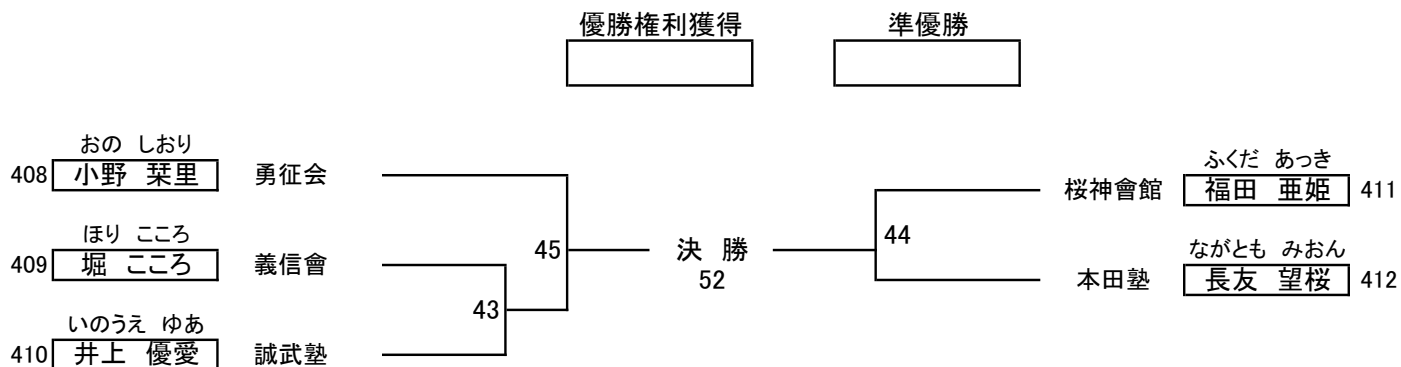 優勝権利獲得 準優勝
おの しおり
408 小野 栞里 勇征会
ほり こころ
409 堀 こころ 義信會
いのうえ ゆあ
410 井上 優愛 誠武塾
45
43
決 勝
52
44
ふくだ あっき
桜神會館 福田 亜姫 411
ながとも みおん
本田塾 長友 望桜 412